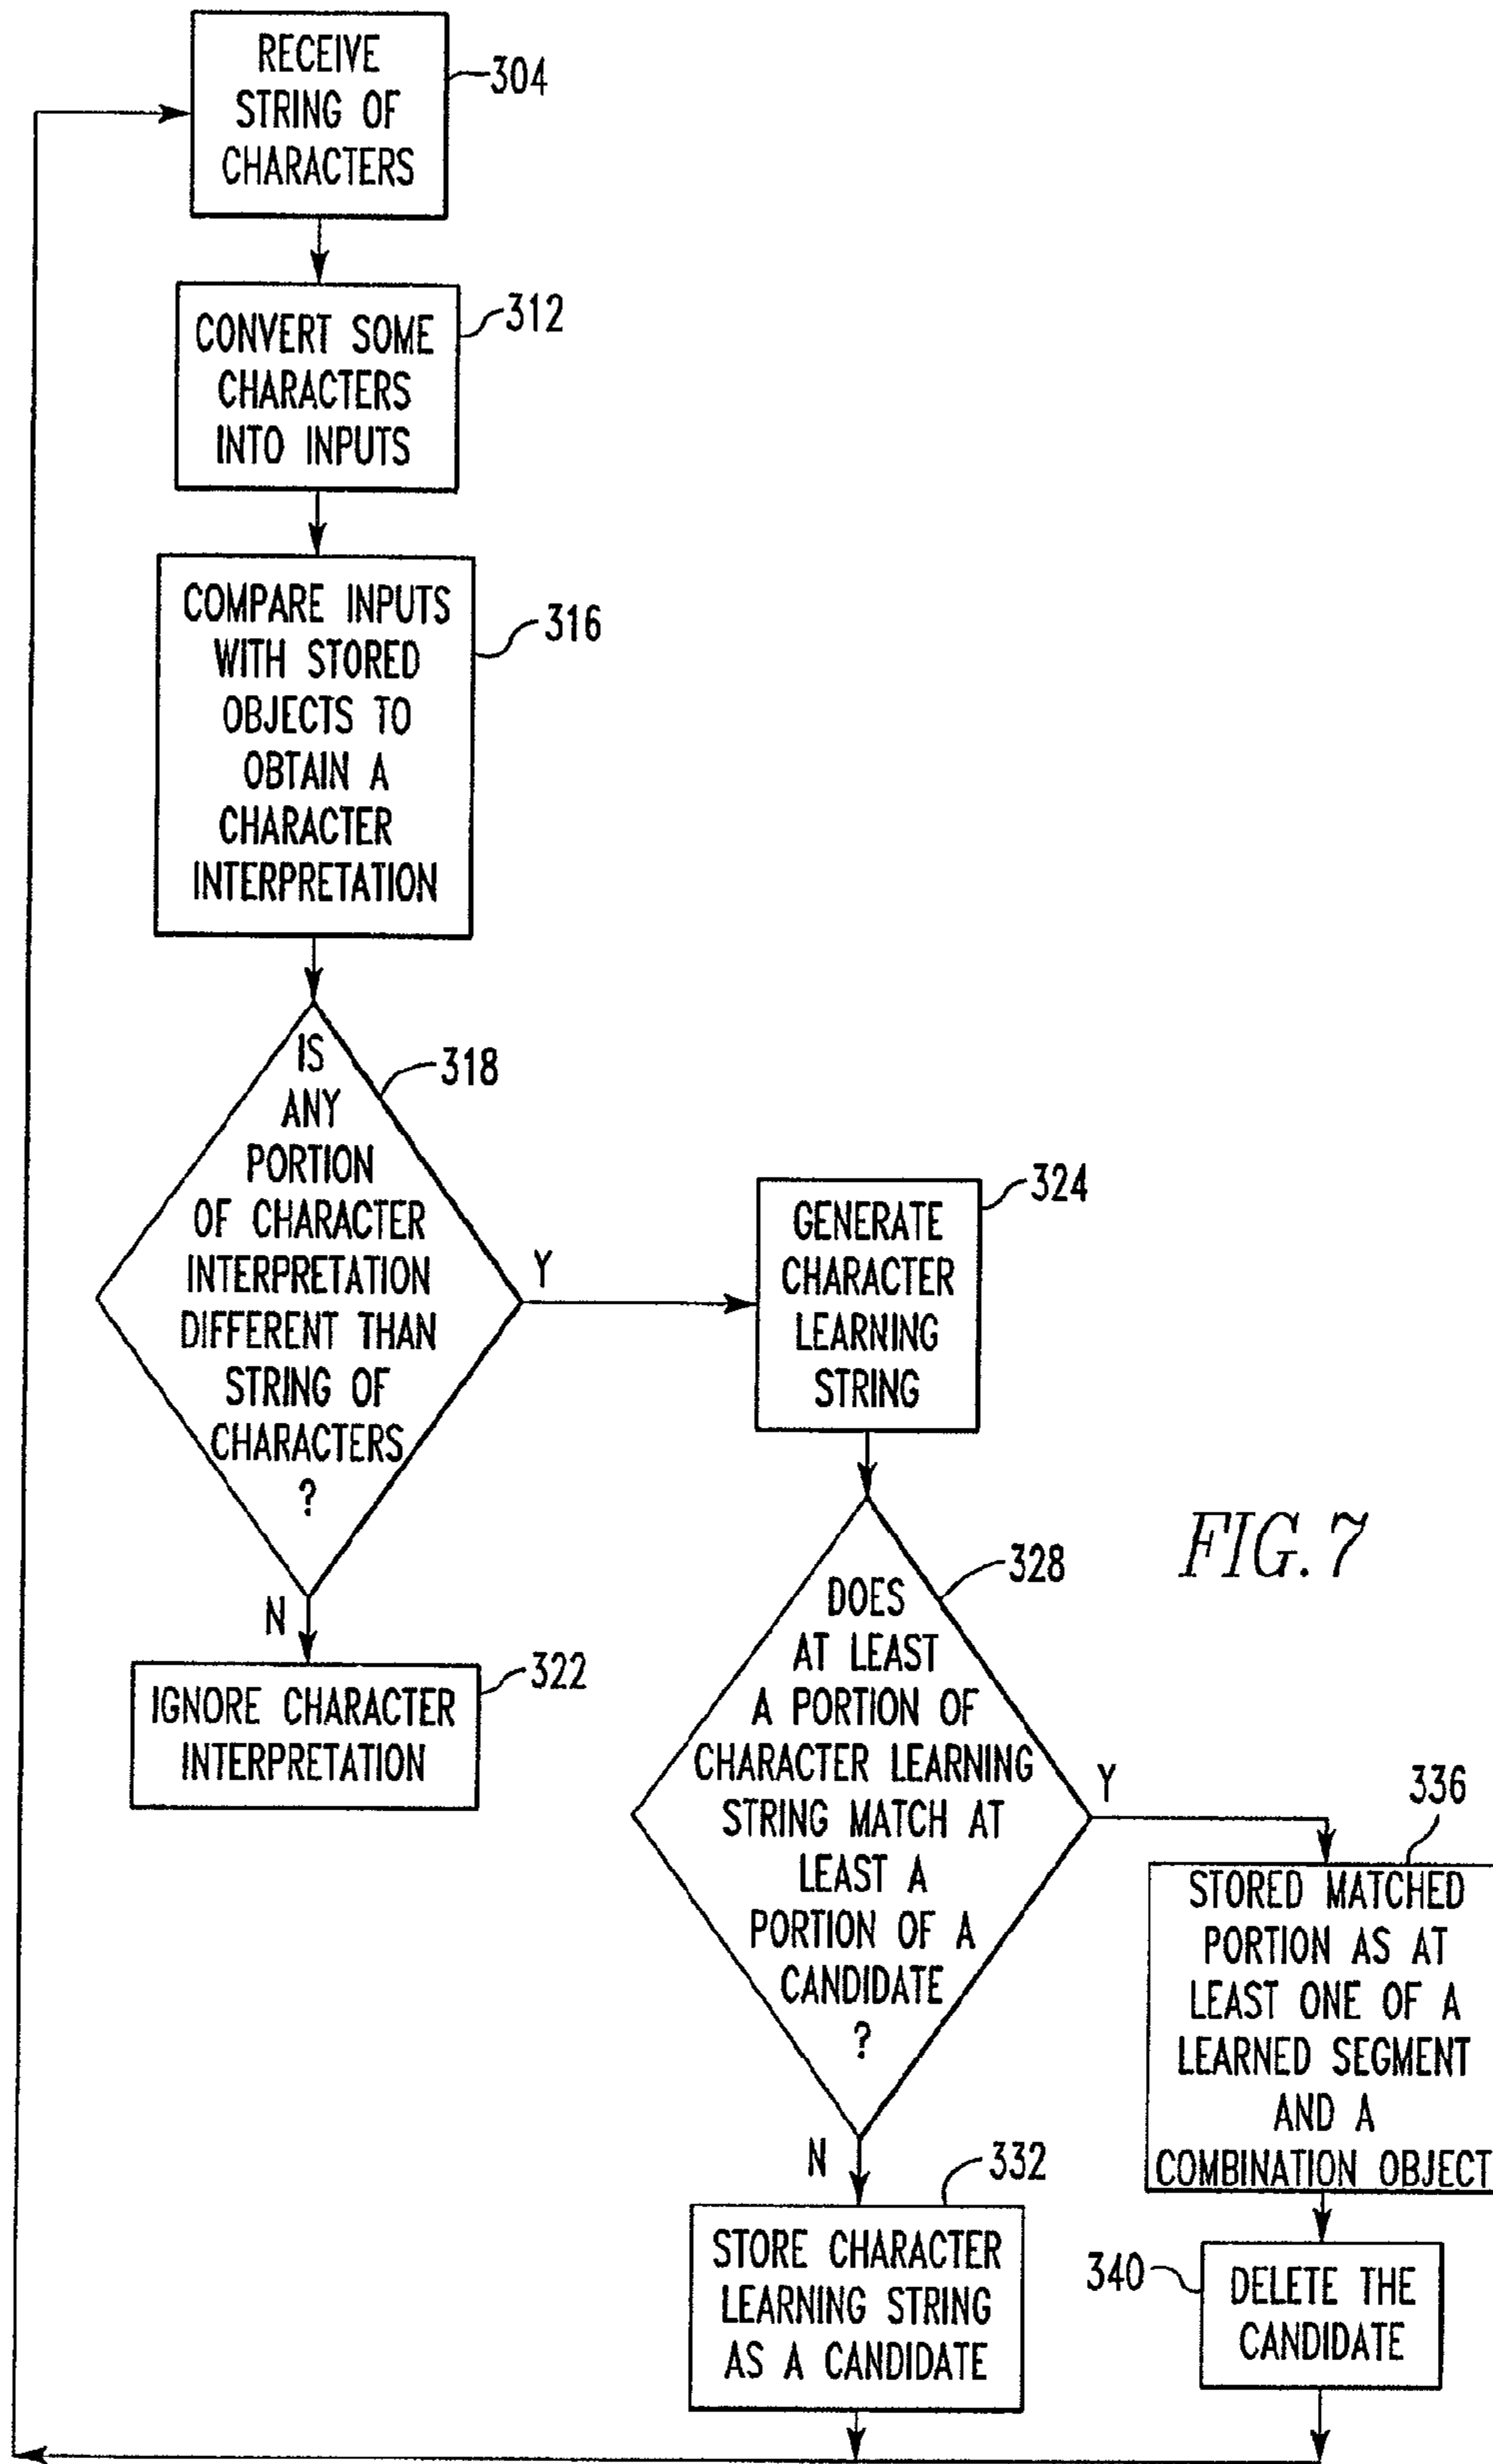 RECEIVE
STRING OF
CHARACTERS
304
CONVERT SOME
CHARACTERS
INTO INPUTS
312
COMPARE INPUTS
WITH STORED
OBJECTS TO
OBTAIN A
CHARACTER
INTERPRETATION
316
IS
ANY
PORTION
OF CHARACTER
INTERPRETATION
DIFFERENT THAN
STRING OF
CHARACTERS
?
318
Y
N
IGNORE CHARACTER
INTERPRETATION
322
GENERATE
CHARACTER
LEARNING
STRING
324
DOES
AT LEAST
A PORTION OF
CHARACTER LEARNING
STRING MATCH AT
LEAST A
PORTION OF A
CANDIDATE
?
328
Y
N
FIG. 7
STORE CHARACTER
LEARNING STRING
AS A CANDIDATE
332
336
STORED MATCHED
PORTION AS AT
LEAST ONE OF A
LEARNED SEGMENT
AND A
COMBINATION OBJECT
340
DELETE THE
CANDIDATE